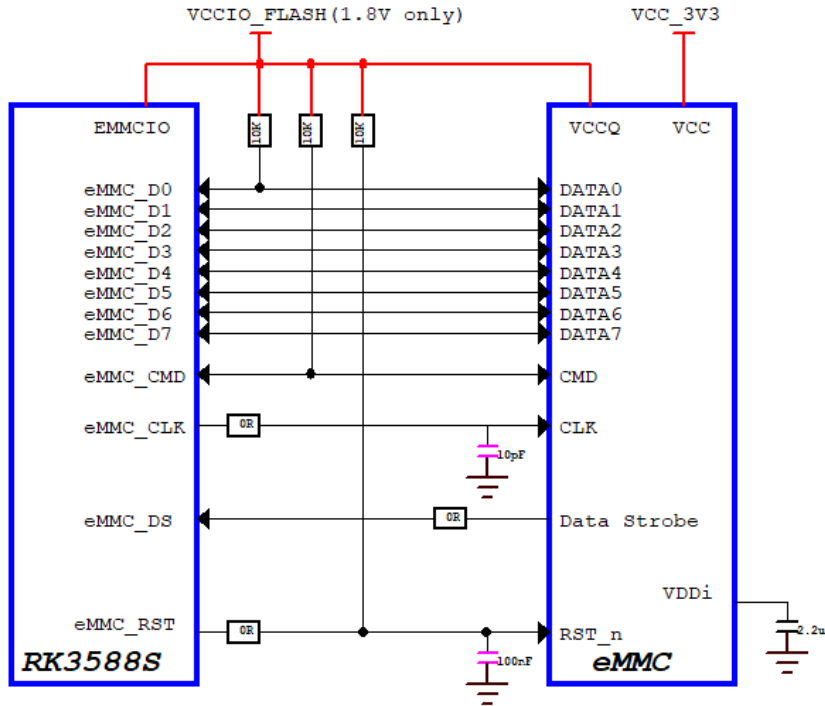 VCCIO_FLASH(1.8V only)
VCC_3V3
EMMCIO
10K
10K
10K
VCCQ
VCC
eMMC_D0
DATA0
eMMC_D1
DATA1
eMMC_D2
DATA2
eMMC_D3
DATA3
eMMC_D4
DATA4
eMMC_D5
DATA5
eMMC_D6
DATA6
eMMC_D7
DATA7
eMMC_CMD
CMD
eMMC_CLK
0R
CLK
10pF
eMMC_DS
0R
Data Strobe
VDDi
eMMC_RST
0R
RST_n
2.2u
RK3588S
100nF
eMMC